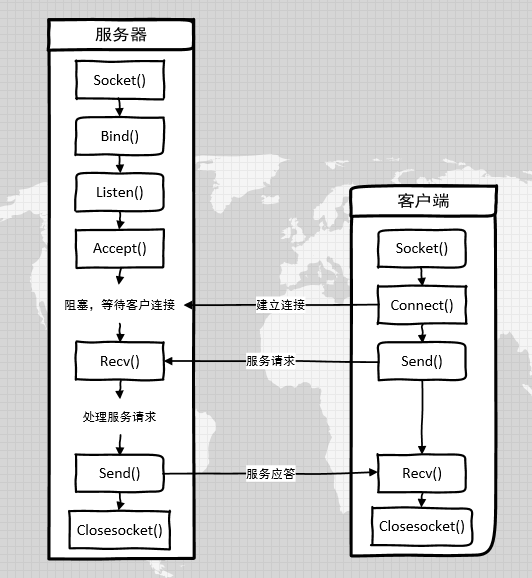 服务器
Socket()
Bind()
Listen()
Accept()
阻塞，等待客户连接
Recv()
处理服务请求
Send()
Closesocket()
建立连接
服务请求
服务应答
客户端
Socket()
Connect()
Send()
Recv()
Closesocket()